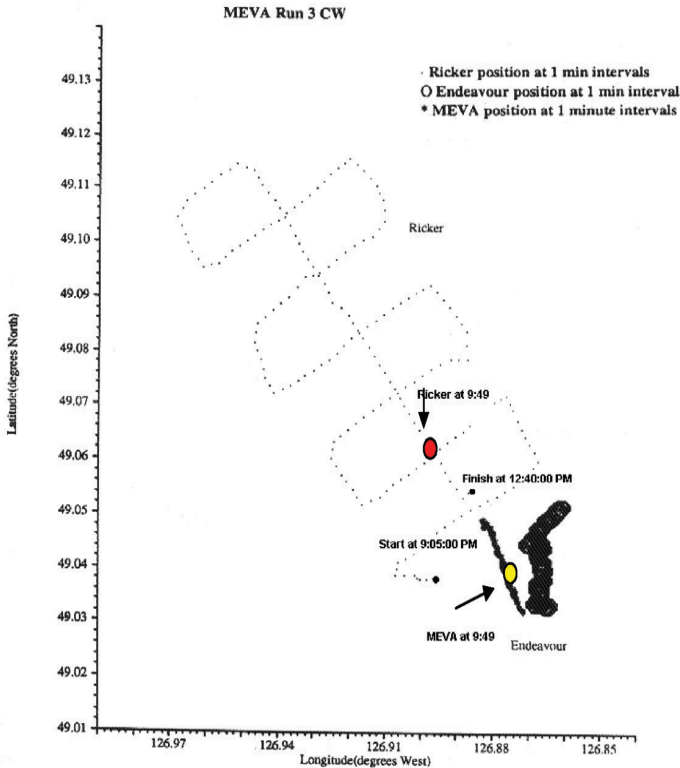 MEVA Run 3 CW
· Ricker position at 1 min intervals
O Endeavour position at 1 min interval
* MEVA position at 1 minute intervals
49.13
49.12
49.11
49.10
49.09
49.08
49.07
49.06
49.05
49.04
49.03
49.02
49.01
Latitude(degrees North)
Ricker
Ricker at 9:49
Finish at 12:40:00 PM
Start at 9:05:00 PM
MEVA at 9:49
Endeavour
126.97
126.94
126.91
126.88
126.85
Longitude(degrees West)